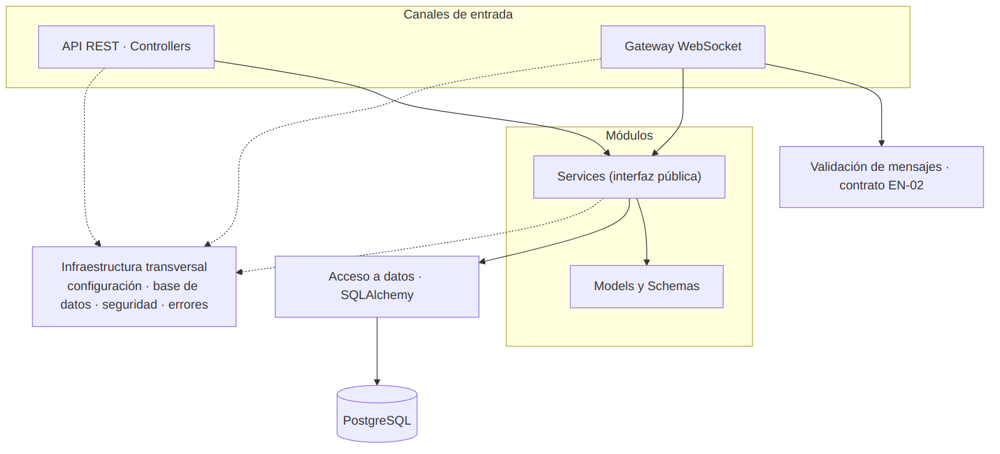 Canales de entrada
API REST · Controllers
Gateway WebSocket
Módulos
Services (interfaz pública)
Validación de mensajes ·
contrato EN-02
Infraestructura transversal
configuración · base de
datos · seguridad · errores
Acceso a datos ·
SQLAlchemy
Models y Schemas
PostgreSQL